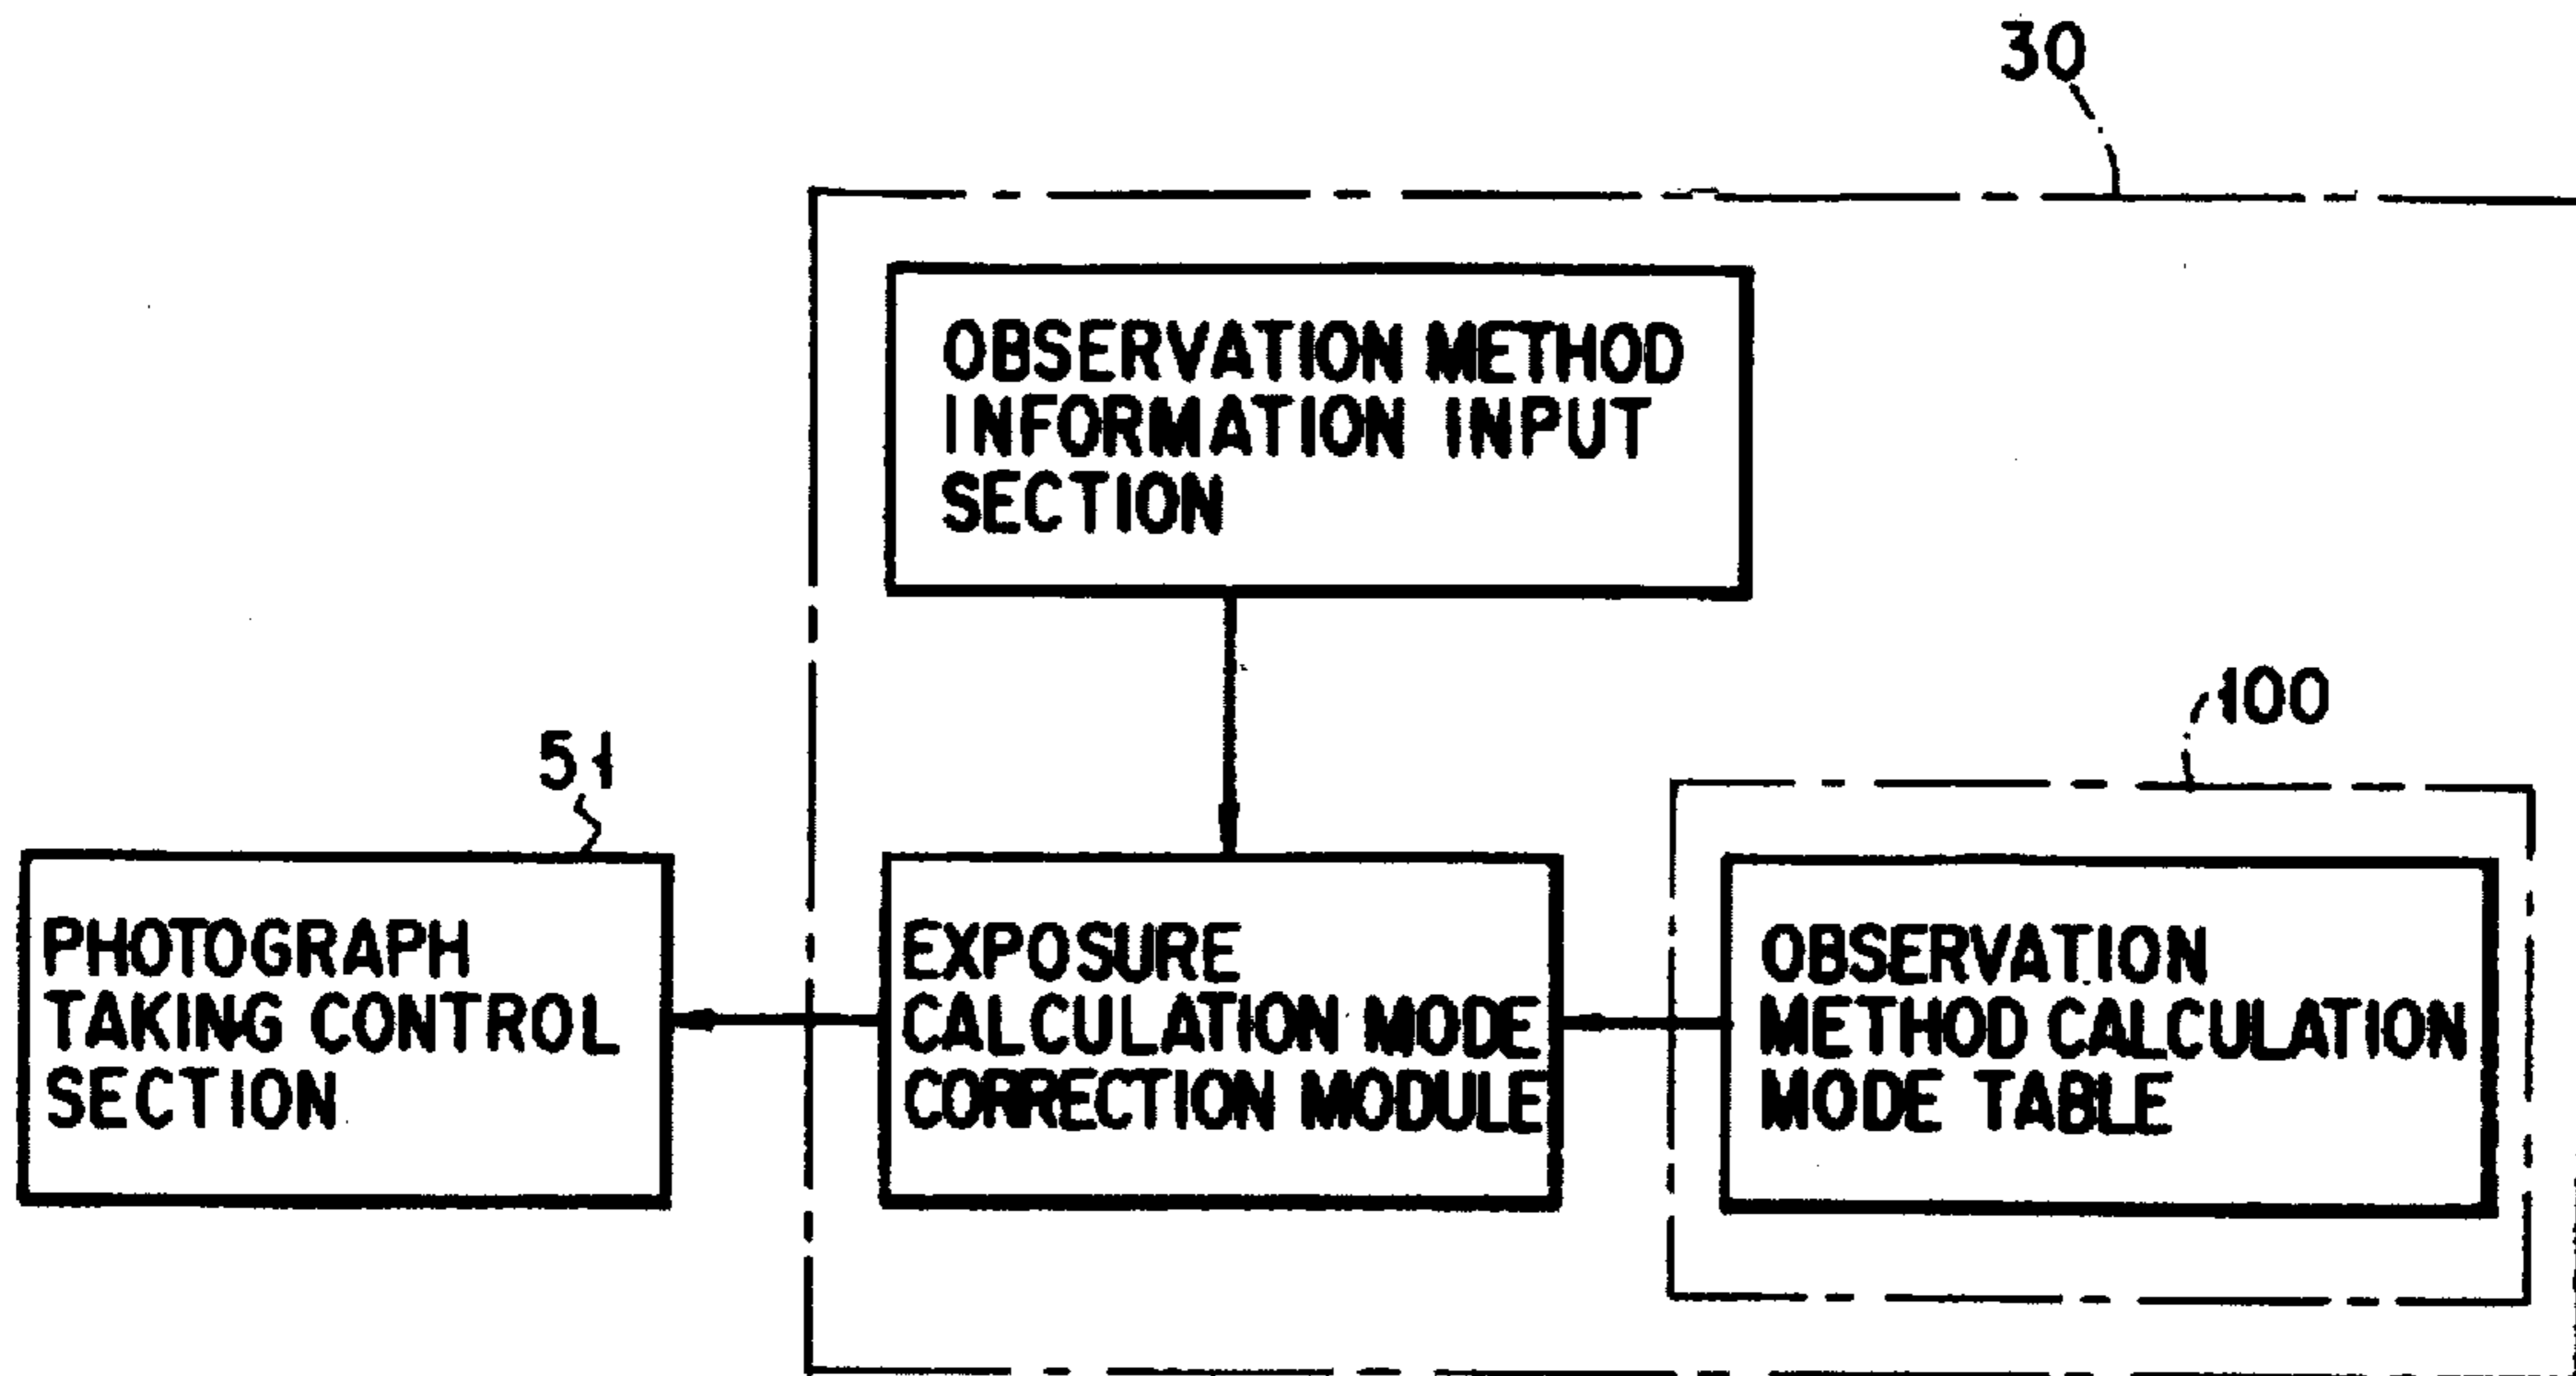 30
OBSERVATION METHOD
INFORMATION INPUT
SECTION
100
51
PHOTOGRAPH
TAKING CONTROL
SECTION
EXPOSURE
CALCULATION MODE
CORRECTION MODULE
OBSERVATION
METHOD CALCULATION
MODE TABLE